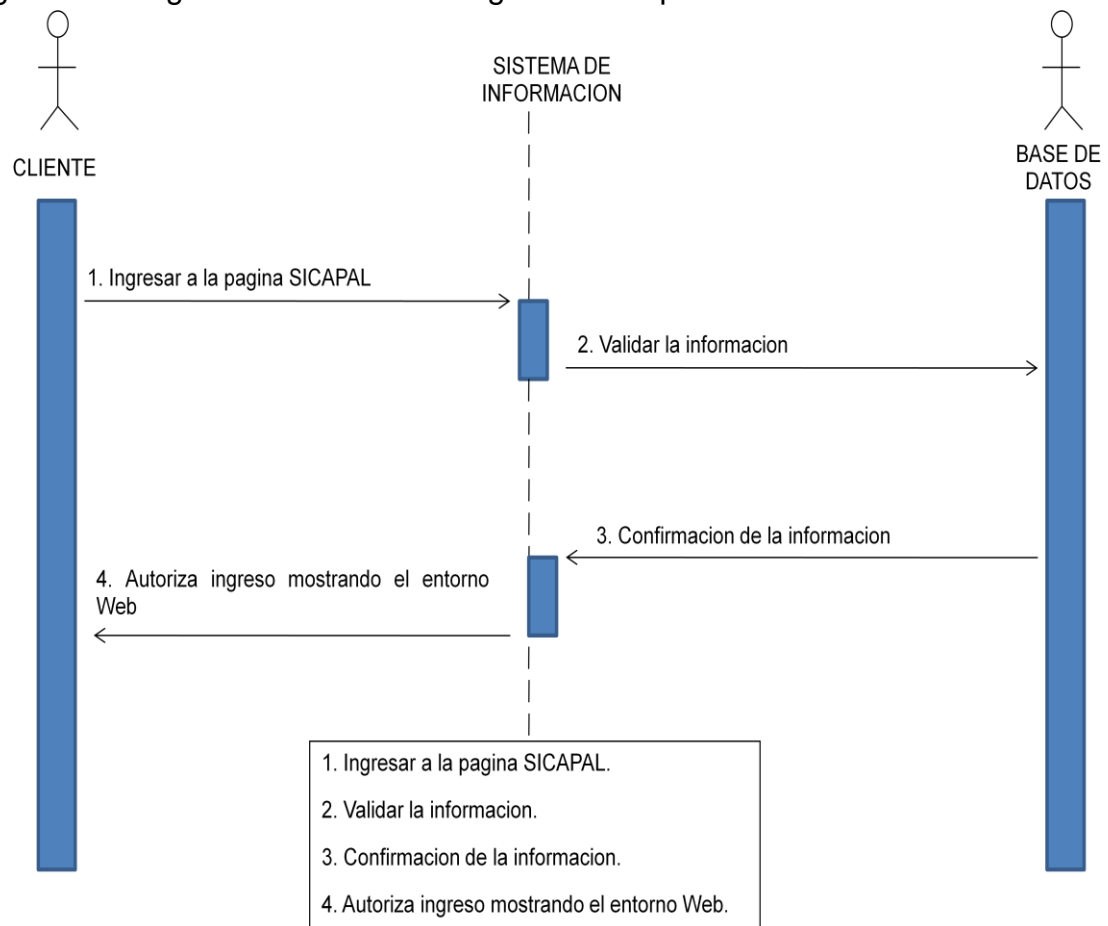 SISTEMA DE
INFORMACION
CLIENTE
BASE DE
DATOS
1. Ingresar a la pagina SICAPAL
2. Validar la informacion
3. Confirmacion de la informacion
4. Autoriza ingreso mostrando el entorno
Web
1. Ingresar a la pagina SICAPAL.
2. Validar la informacion.
3. Confirmacion de la informacion.
4. Autoriza ingreso mostrando el entorno Web.